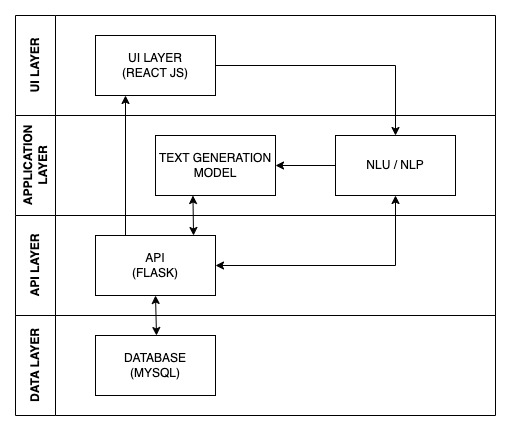 UI LAYER
UI LAYER
(REACT JS)
APPLICATION
LAYER
TEXT GENERATION
MODEL
NLU / NLP
API LAYER
API
(FLASK)
DATA LAYER
DATABASE
(MYSQL)